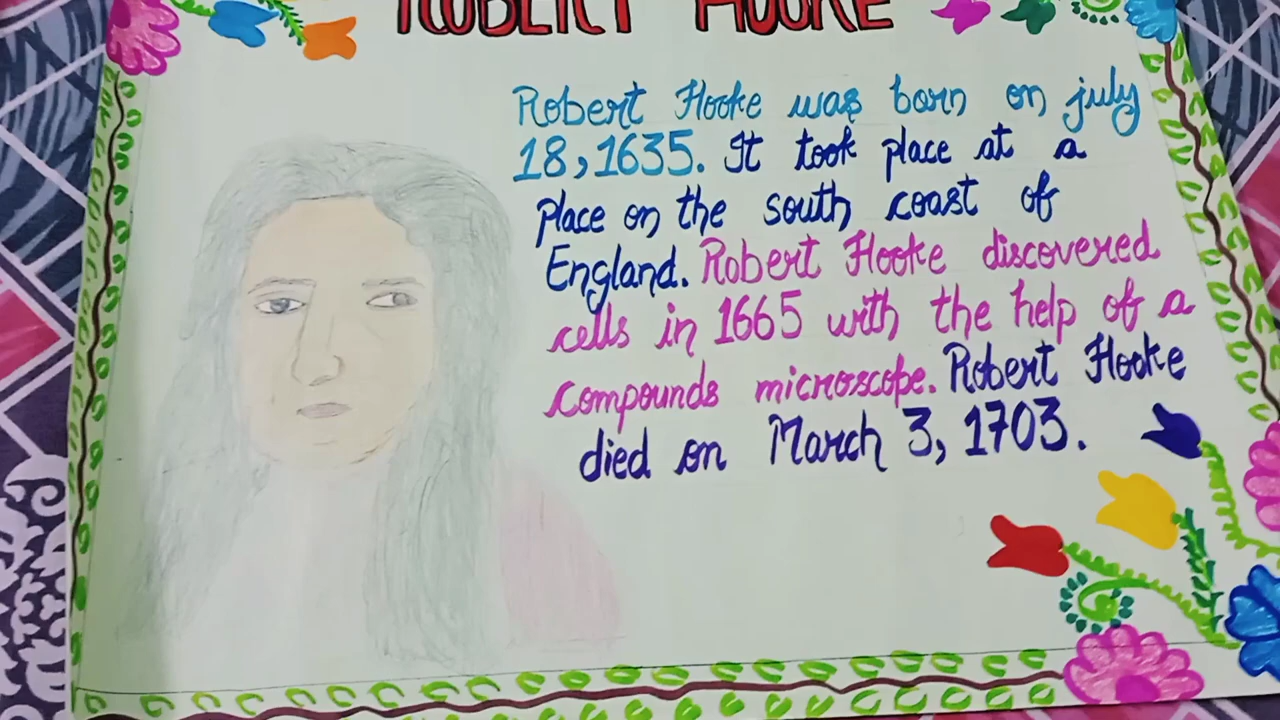 ROBERT HOOKE
Robert Hooke was born on july
18,1635. It took place at a
place on the south coast of
England. Robert Hooke discovered
cells in 1665 with the help of a
compounds microscope. Robert Hooke
died on March 3, 1703.